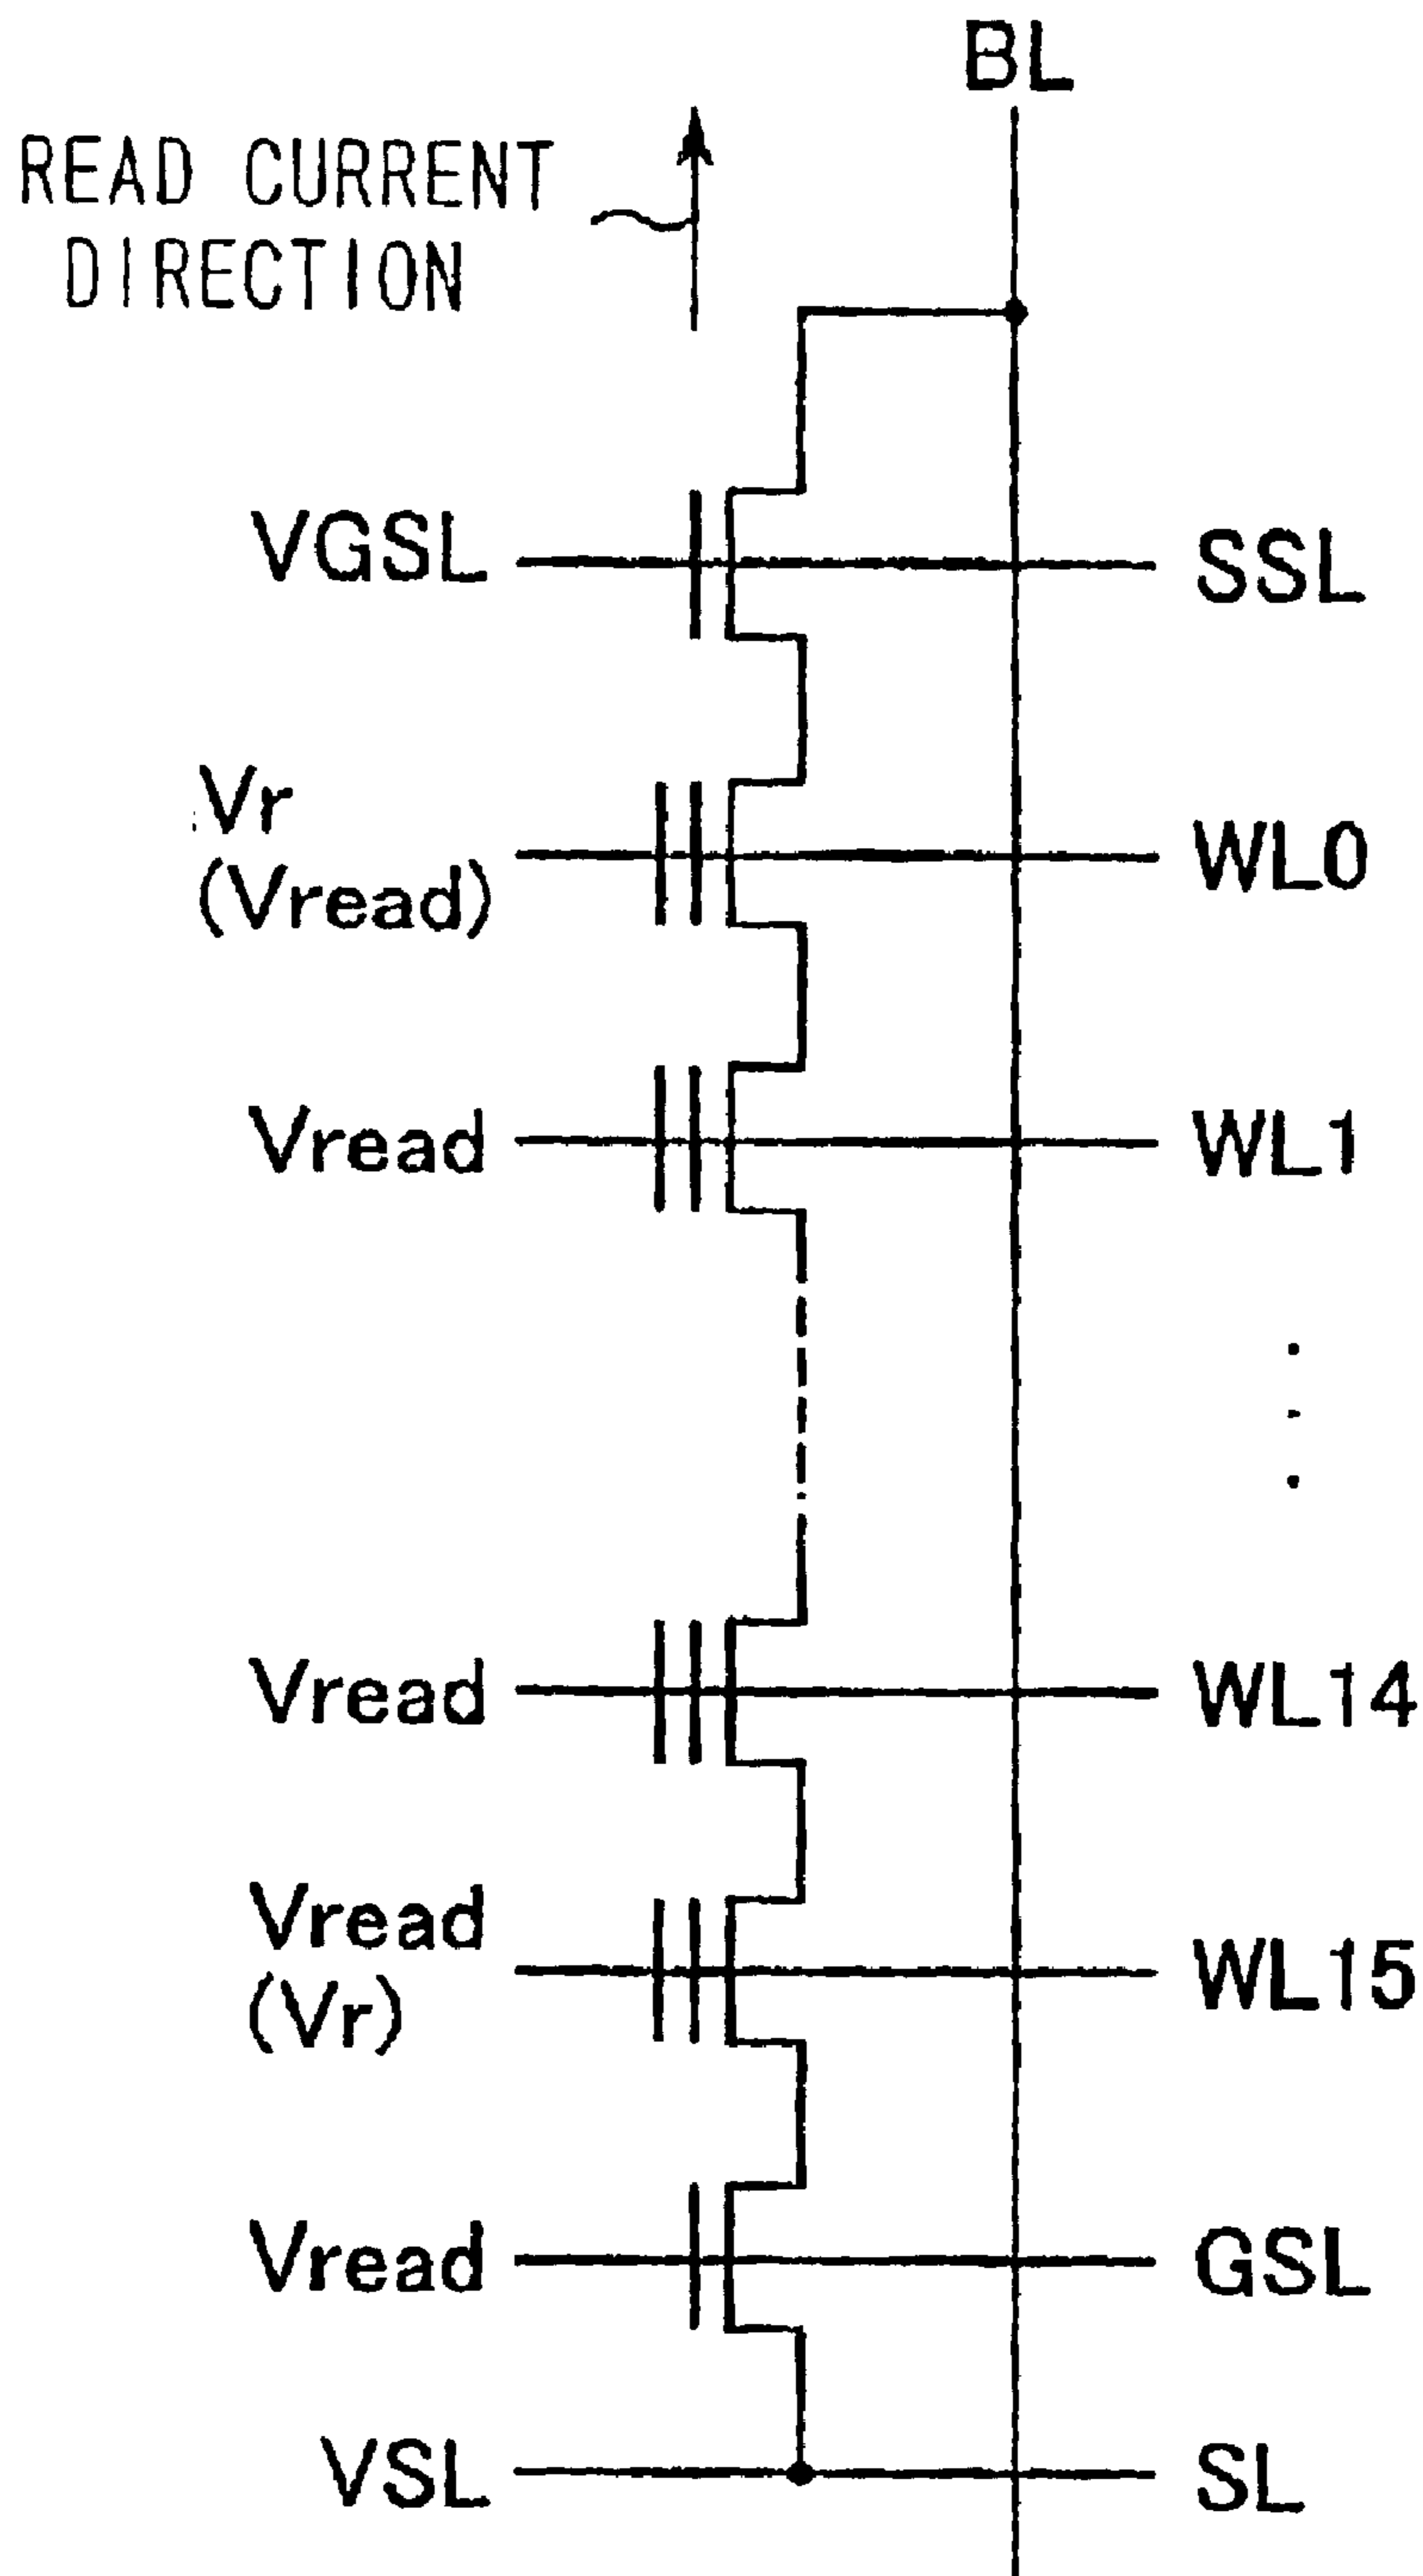 BL
READ CURRENT
DIRECTION
VGSL
SSL
Vr
(Vread)
WL0
Vread
WL1
Vread
WL14
Vread
(Vr)
WL15
Vread
GSL
VSL
SL